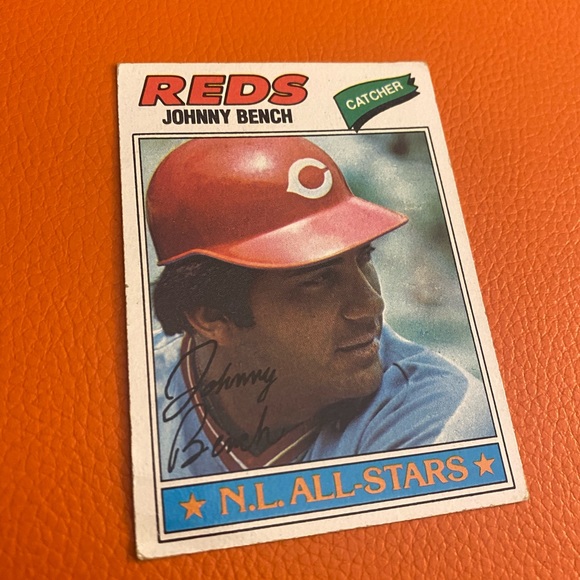 REDS
JOHNNY BENCH
CATCHER
C
Johnny
Bench
N.L. ALL-STARS